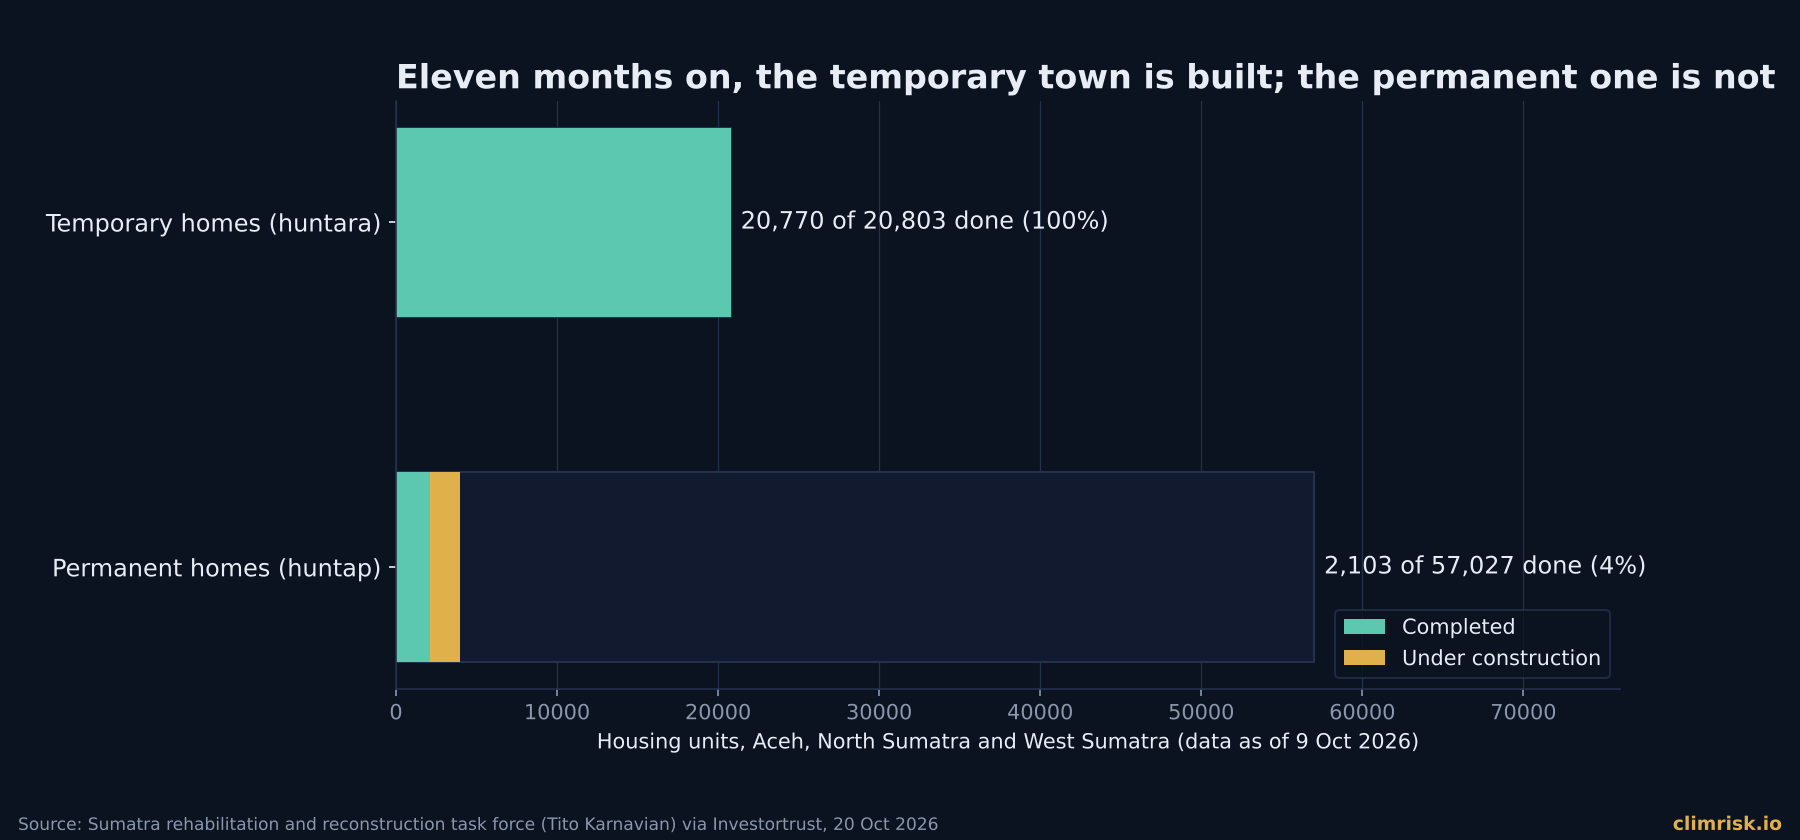 Eleven months on, the temporary town is built; the permanent one is not
Temporary homes (huntara)
20,770 of 20,803 done (100%)
Permanent homes (huntap)
2,103 of 57,027 done (4%)
Completed
Under construction
0 10000 20000 30000 40000 50000 60000 70000
Housing units, Aceh, North Sumatra and West Sumatra (data as of 9 Oct 2026)
Source: Sumatra rehabilitation and reconstruction task force (Tito Karnavian) via Investortrust, 20 Oct 2026
climrisk.io